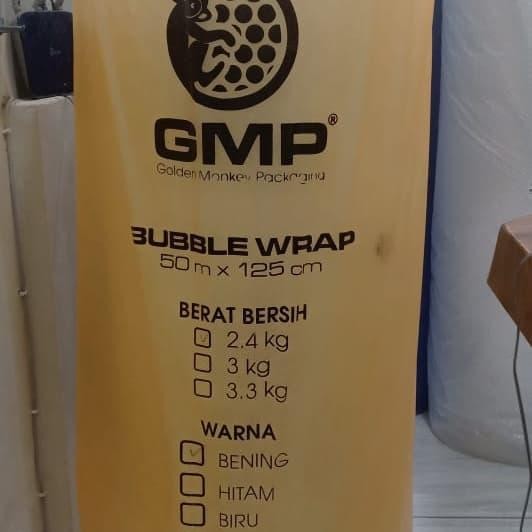 GMP®
Golden Monkey Packaging
BUBBLE WRAP
50 m x 125 cm
BERAT BERSIH
2.4 kg
3 kg
3.3 kg
WARNA
BENING
HITAM
BIRU